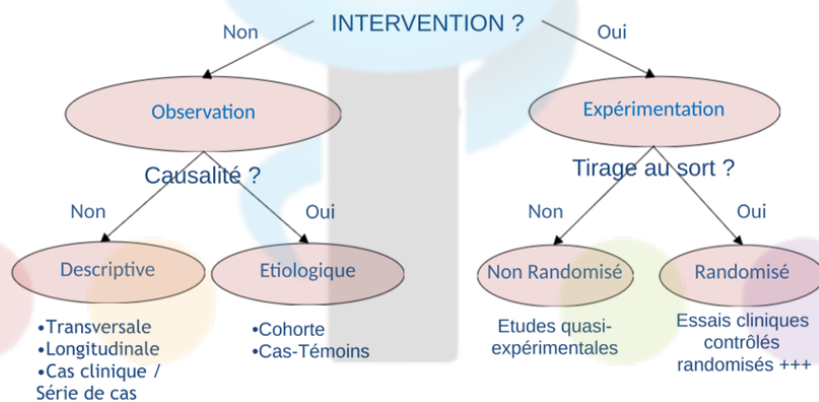 INTERVENTION ?
Non
Oui
Observation
Expérimentation
Causalité ?
Tirage au sort ?
Non
Oui
Non
Oui
Descriptive
Etiologique
Non Randomisé
Randomisé
•Transversale
•Longitudinale
•Cas clinique /
Série de cas
•Cohorte
•Cas-Témoins
Etudes quasi-
expérimentales
Essais cliniques
contrôlés
randomisés +++